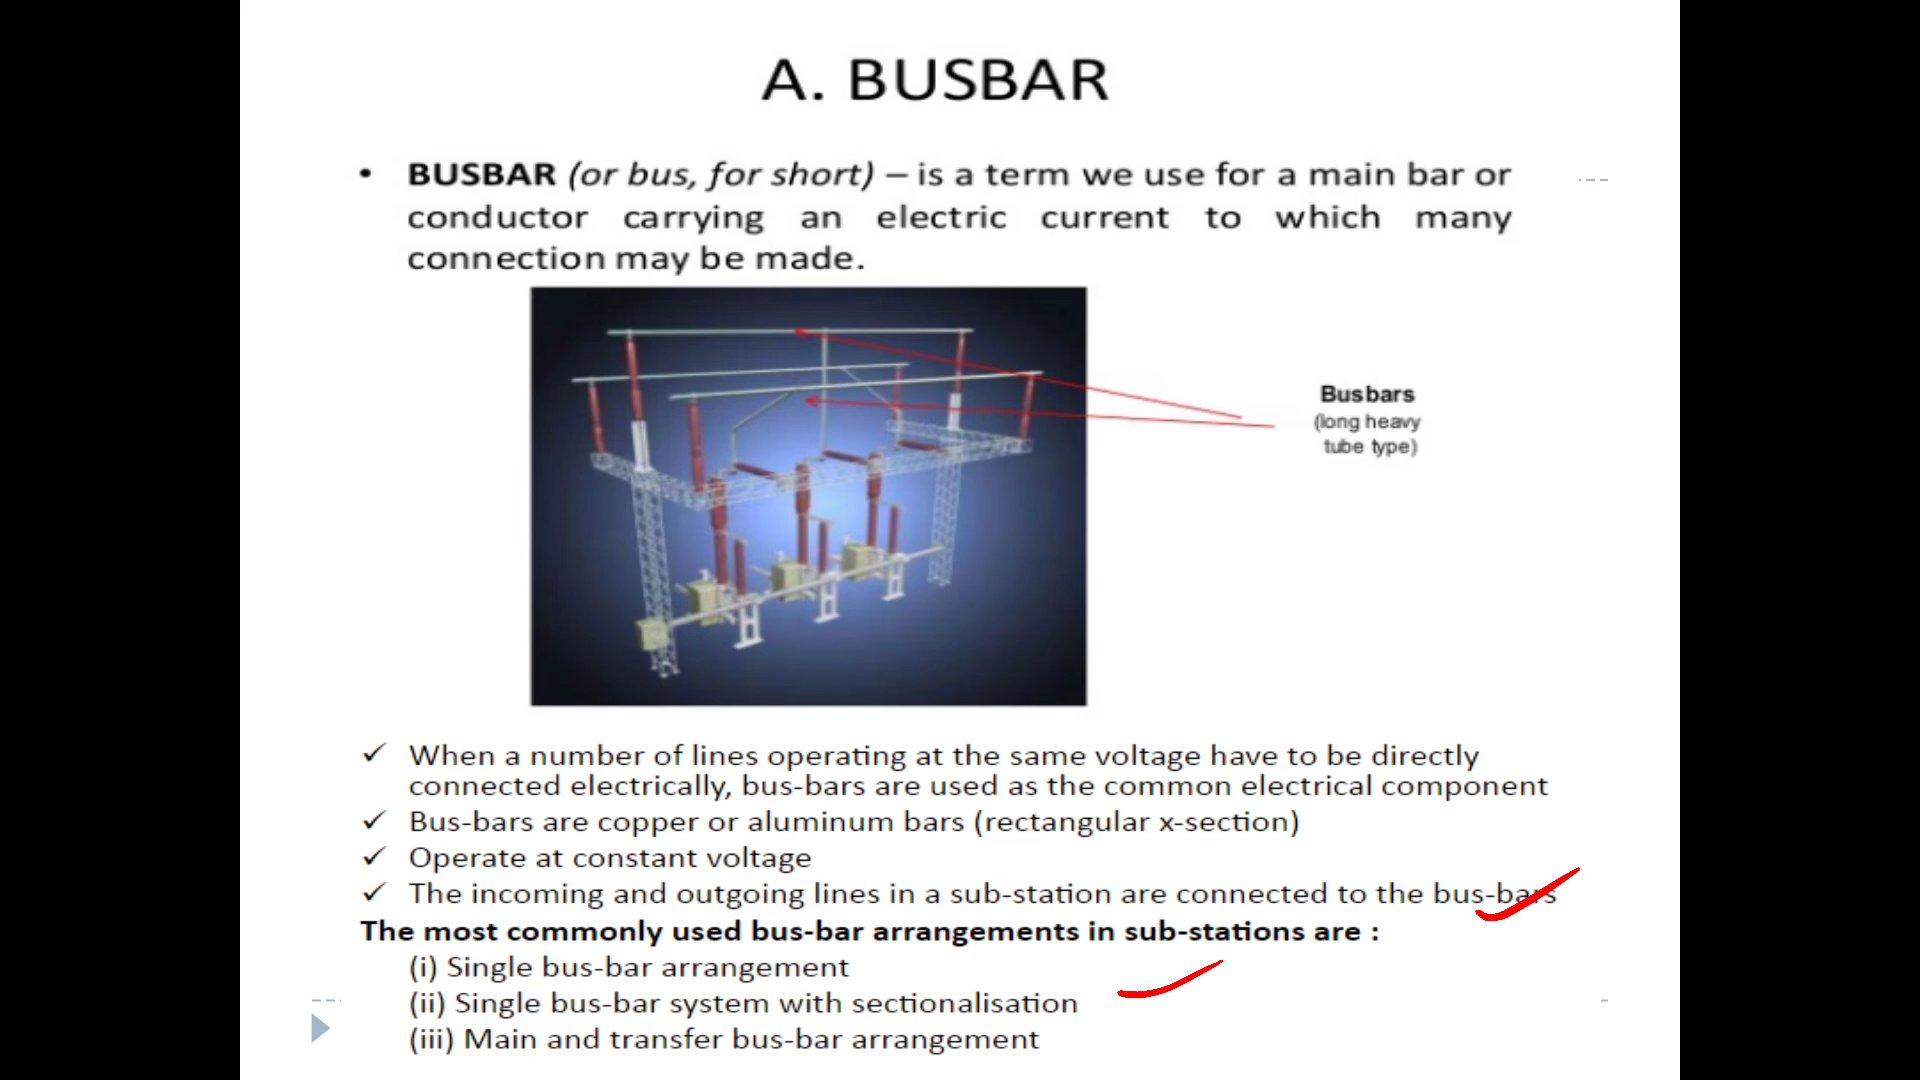 A. BUSBAR
• BUSBAR (or bus, for short) – is a term we use for a main bar or
conductor carrying an electric current to which many
connection may be made.
Busbars
(long heavy
tube type)
✓ When a number of lines operating at the same voltage have to be directly
connected electrically, bus-bars are used as the common electrical component
✓ Bus-bars are copper or aluminum bars (rectangular x-section)
✓ Operate at constant voltage
✓ The incoming and outgoing lines in a sub-station are connected to the bus-bars
The most commonly used bus-bar arrangements in sub-stations are :
(i) Single bus-bar arrangement
(ii) Single bus-bar system with sectionalisation
(iii) Main and transfer bus-bar arrangement